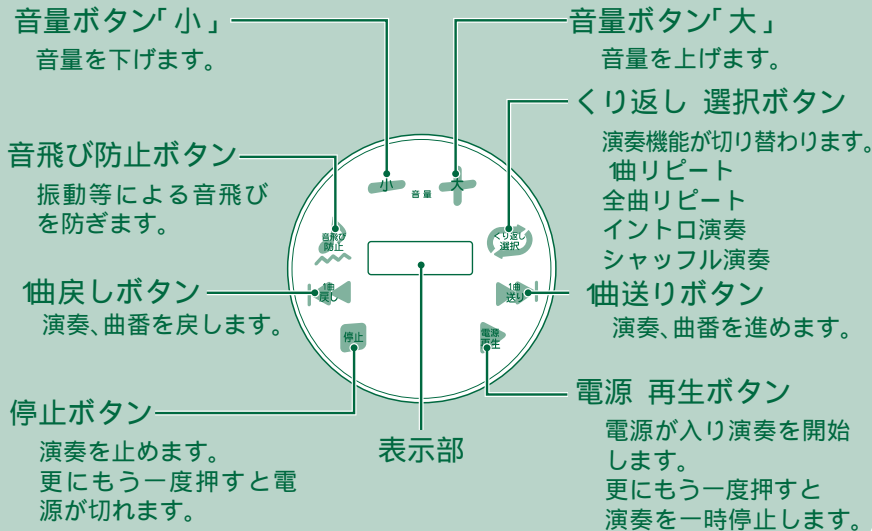 音量ボタン「小」
音量を下げます。
音量ボタン「大」
音量を上げます。
くり返し 選択ボタン
演奏機能が切り替わります。
1曲リピート
全曲リピート
イントロ演奏
シャッフル演奏
音飛び防止ボタン
振動等による音飛び
を防ぎます。
小
音量
大
音飛び
防止
くり返し
選択
1曲戻しボタン
演奏、曲番を戻します。
1曲
戻し
1曲
送り
1曲送りボタン
演奏、曲番を進めます。
停止
電源
再生
停止ボタン
演奏を止めます。
更にもう一度押すと電
源が切れます。
表示部
電源 再生ボタン
電源が入り演奏を開始
します。
更にもう一度押すと
演奏を一時停止します。